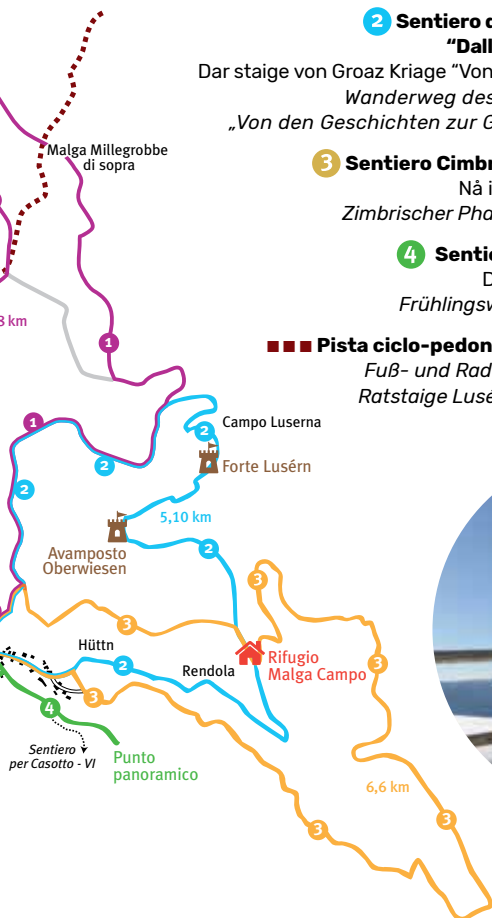 2 Sentiero
“Dall
Dar staige von Groaz Kriage “Von
Wanderweg des
„Von den Geschichten zur G
3 Sentiero Cimbr
Nå i
Zimbrischer Pha
4 Sentie
D
Frühlingsw
Pista ciclo-pedon
Fuß- und Rad
Ratstaige Lusé
Malga Millegrobbe
di sopra
8 km
1
1
2
2
2
Campo Luserna
Forte Lusérn
5,10 km
Avamposto
Oberwiesen
2
3
3
3
Hüttn
2
Rendola
Rifugio
Malga Campo
3
4
Sentiero
per Casotto - VI
Punto
panoramico
6,6 km
3
3